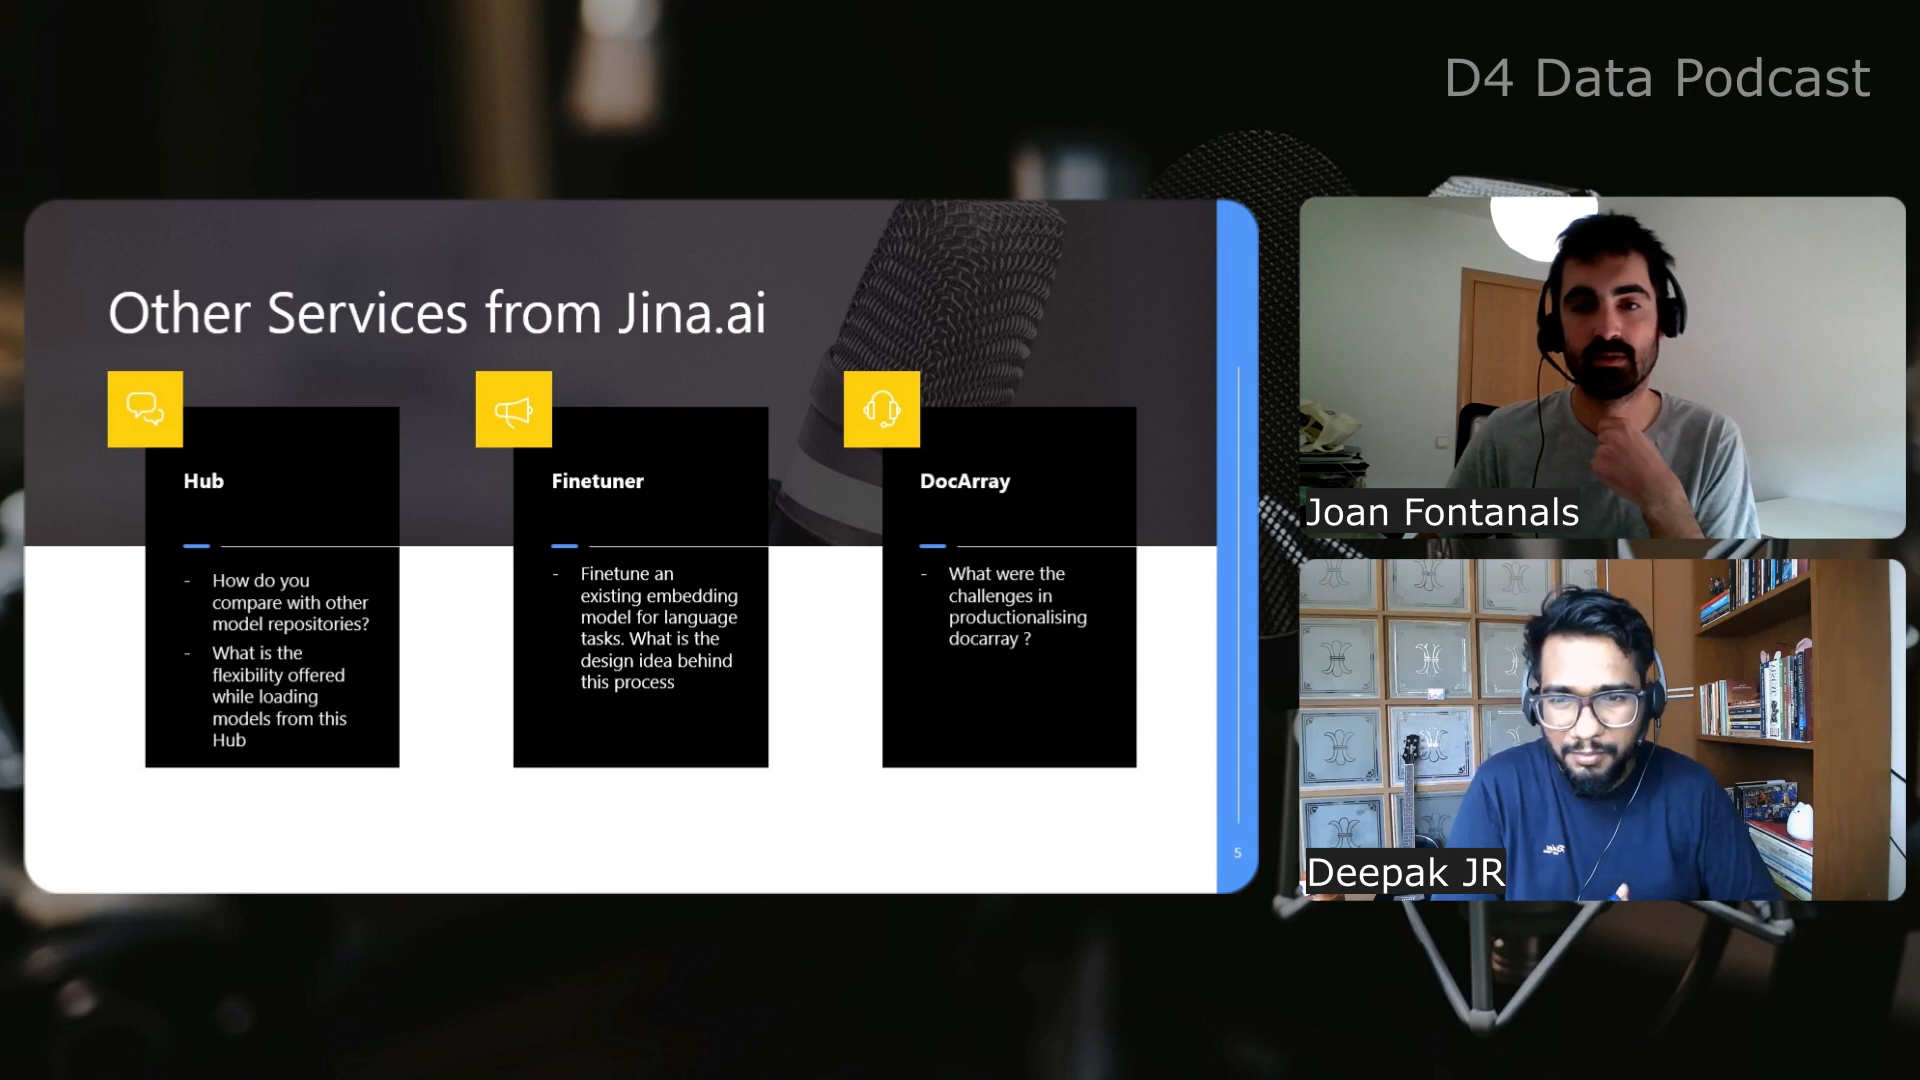 D4 Data Podcast
Other Services from Jina.ai
Hub
- How do you
compare with other
model repositories?
- What is the
flexibility offered
while loading
models from this
Hub
Finetuner
- Finetune an
existing embedding
model for language
tasks. What is the
design idea behind
this process
DocArray
- What were the
challenges in
productionalising
docarray ?
5
Joan Fontanals
Deepak JR